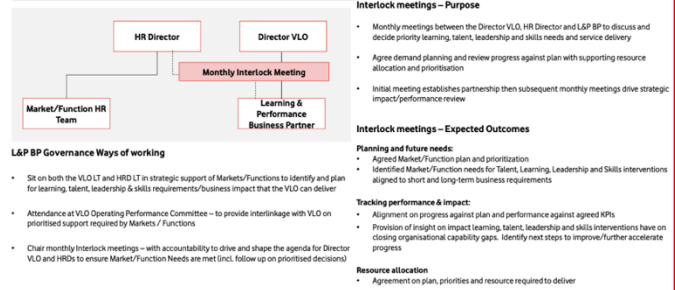 HR Director
Director VLO
Monthly Interlock Meeting
Market/Function HR
Team
Learning &
Performance
Business Partner
L&P BP Governance Ways of working
• Sit on both the VLO LT and HRD LT in strategic support of Markets/Functions to identify and plan
for learning, talent, leadership & skills requirements/business impact that the VLO can deliver
• Attendance at VLO Operating Performance Committee – to provide interlinkage with VLO on
prioritised support required by Markets / Functions
• Chair monthly Interlock meetings – with accountability to drive and shape the agenda for Director
VLO and HRDs to ensure Market/Function Needs are met (incl. follow up on prioritised decisions)
Interlock meetings – Purpose
• Monthly meetings between the Director VLO, HR Director and L&P BP to discuss and
decide priority learning, talent, leadership and skills needs and service delivery
• Agree demand planning and review progress against plan with supporting resource
allocation and prioritisation
• Initial meeting establishes partnership then subsequent monthly meetings drive strategic
impact/performance review
Interlock meetings – Expected Outcomes
Planning and future needs:
• Agreed Market/Function plan and prioritization
• Identified Market/Function needs for Talent, Learning, Leadership and Skills interventions
aligned to short and long-term business requirements
Tracking performance & impact:
• Alignment on progress against plan and performance against agreed KPIs
• Provision of insight on impact learning, talent, leadership and skills interventions have on
closing organisational capability gaps. Identify next steps to improve/further accelerate
progress
Resource allocation
• Agreement on plan, priorities and resource required to deliver